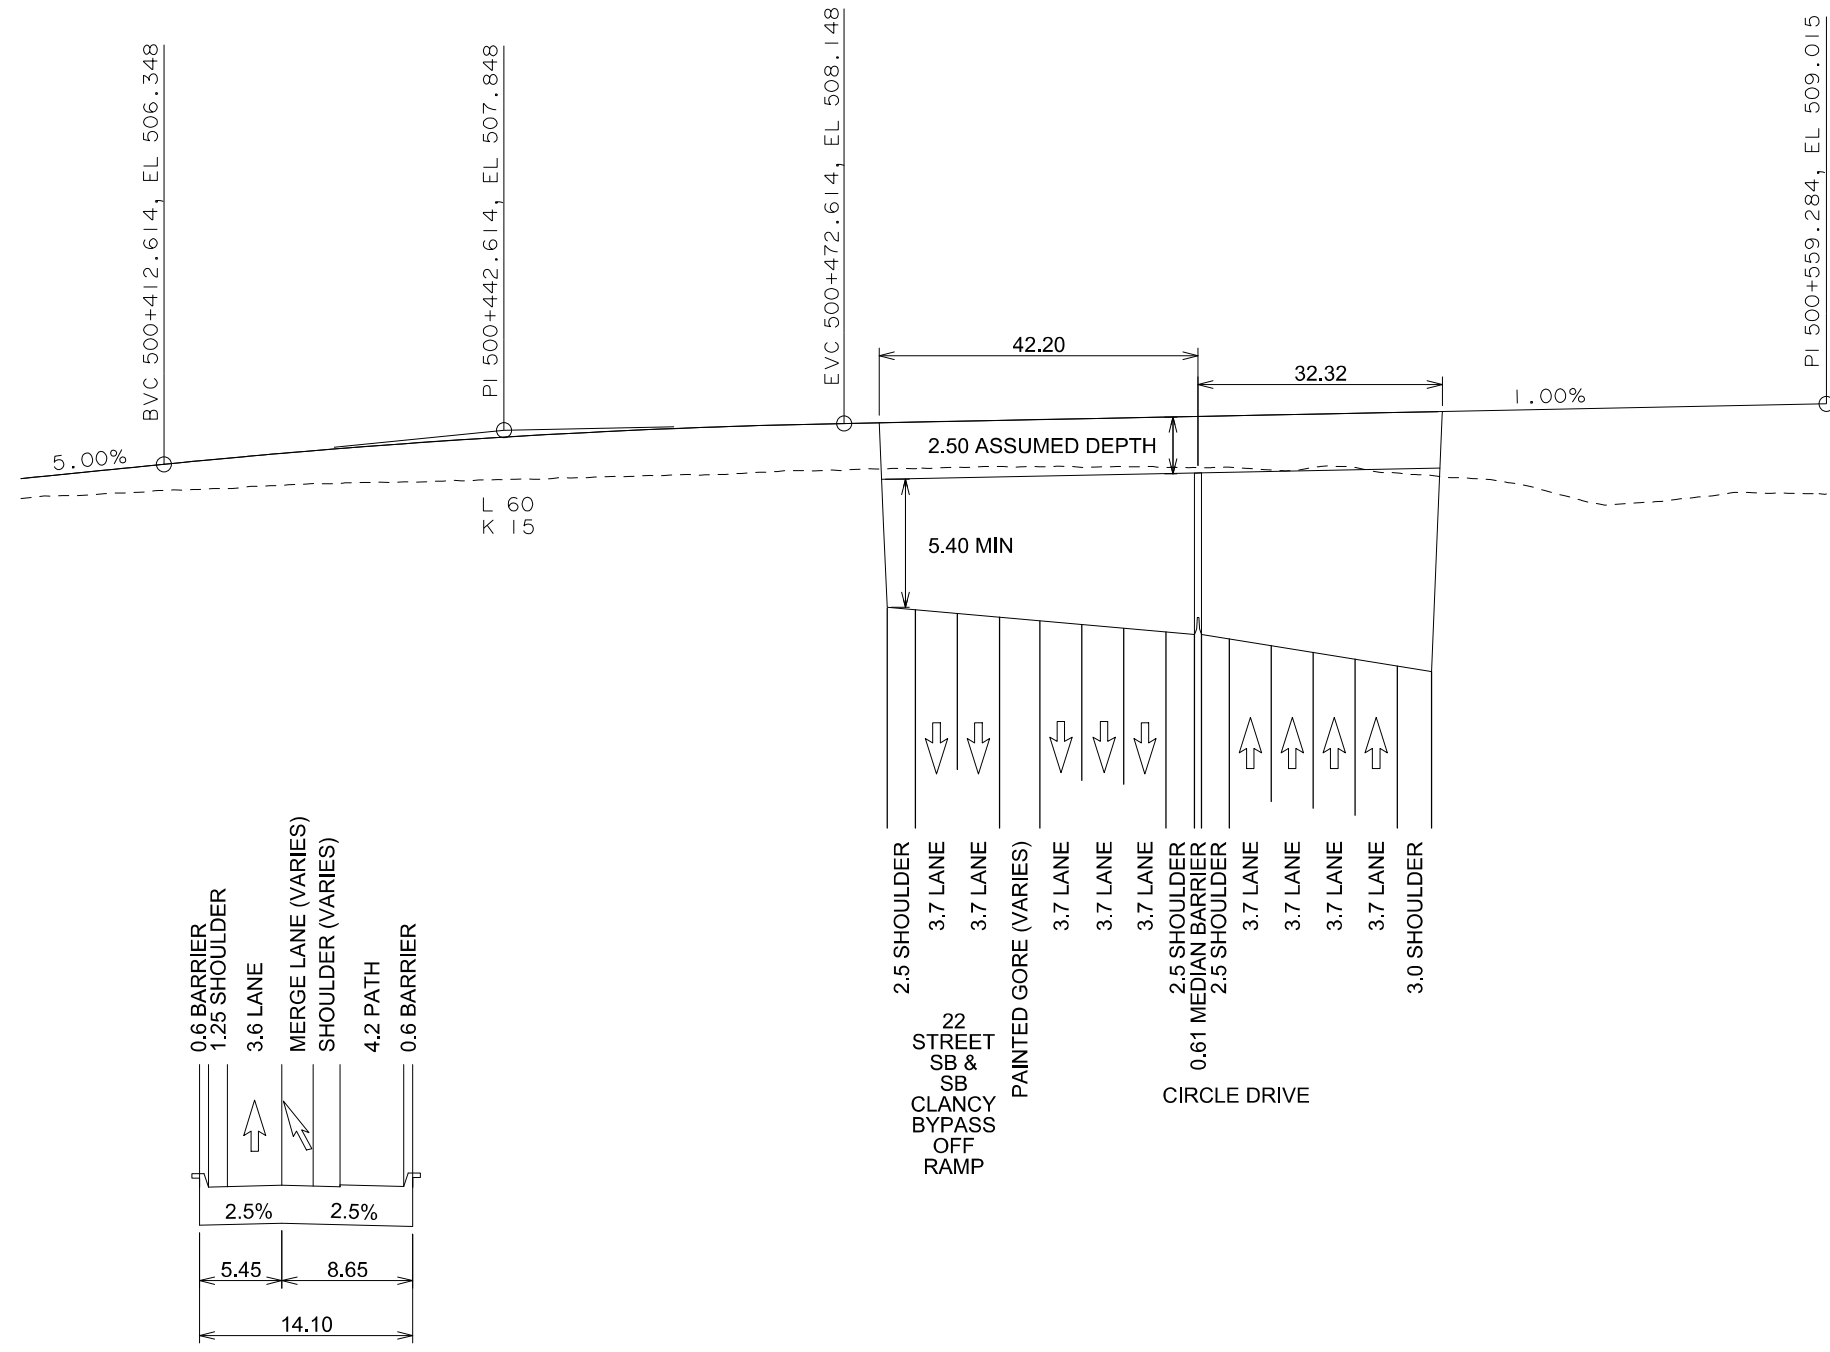 BVC 500+412.614, EL 506.348
PI 500+442.614, EL 507.848
EVC 500+472.614, EL 508.148
PI 500+559.284, EL 509.015
42.20
32.32
1.00%
5.00%
2.50 ASSUMED DEPTH
L 60
K 15
5.40 MIN
2.5 SHOULDER
3.7 LANE
3.7 LANE
PAINTED GORE (VARIES)
3.7 LANE
3.7 LANE
3.7 LANE
2.5 SHOULDER
0.61 MEDIAN BARRIER
2.5 SHOULDER
3.7 LANE
3.7 LANE
3.7 LANE
3.7 LANE
3.0 SHOULDER
22
STREET
SB &
SB
CLANCY
BYPASS
OFF
RAMP
CIRCLE DRIVE
0.6 BARRIER
1.25 SHOULDER
3.6 LANE
MERGE LANE (VARIES)
SHOULDER (VARIES)
4.2 PATH
0.6 BARRIER
2.5%
2.5%
5.45
8.65
14.10